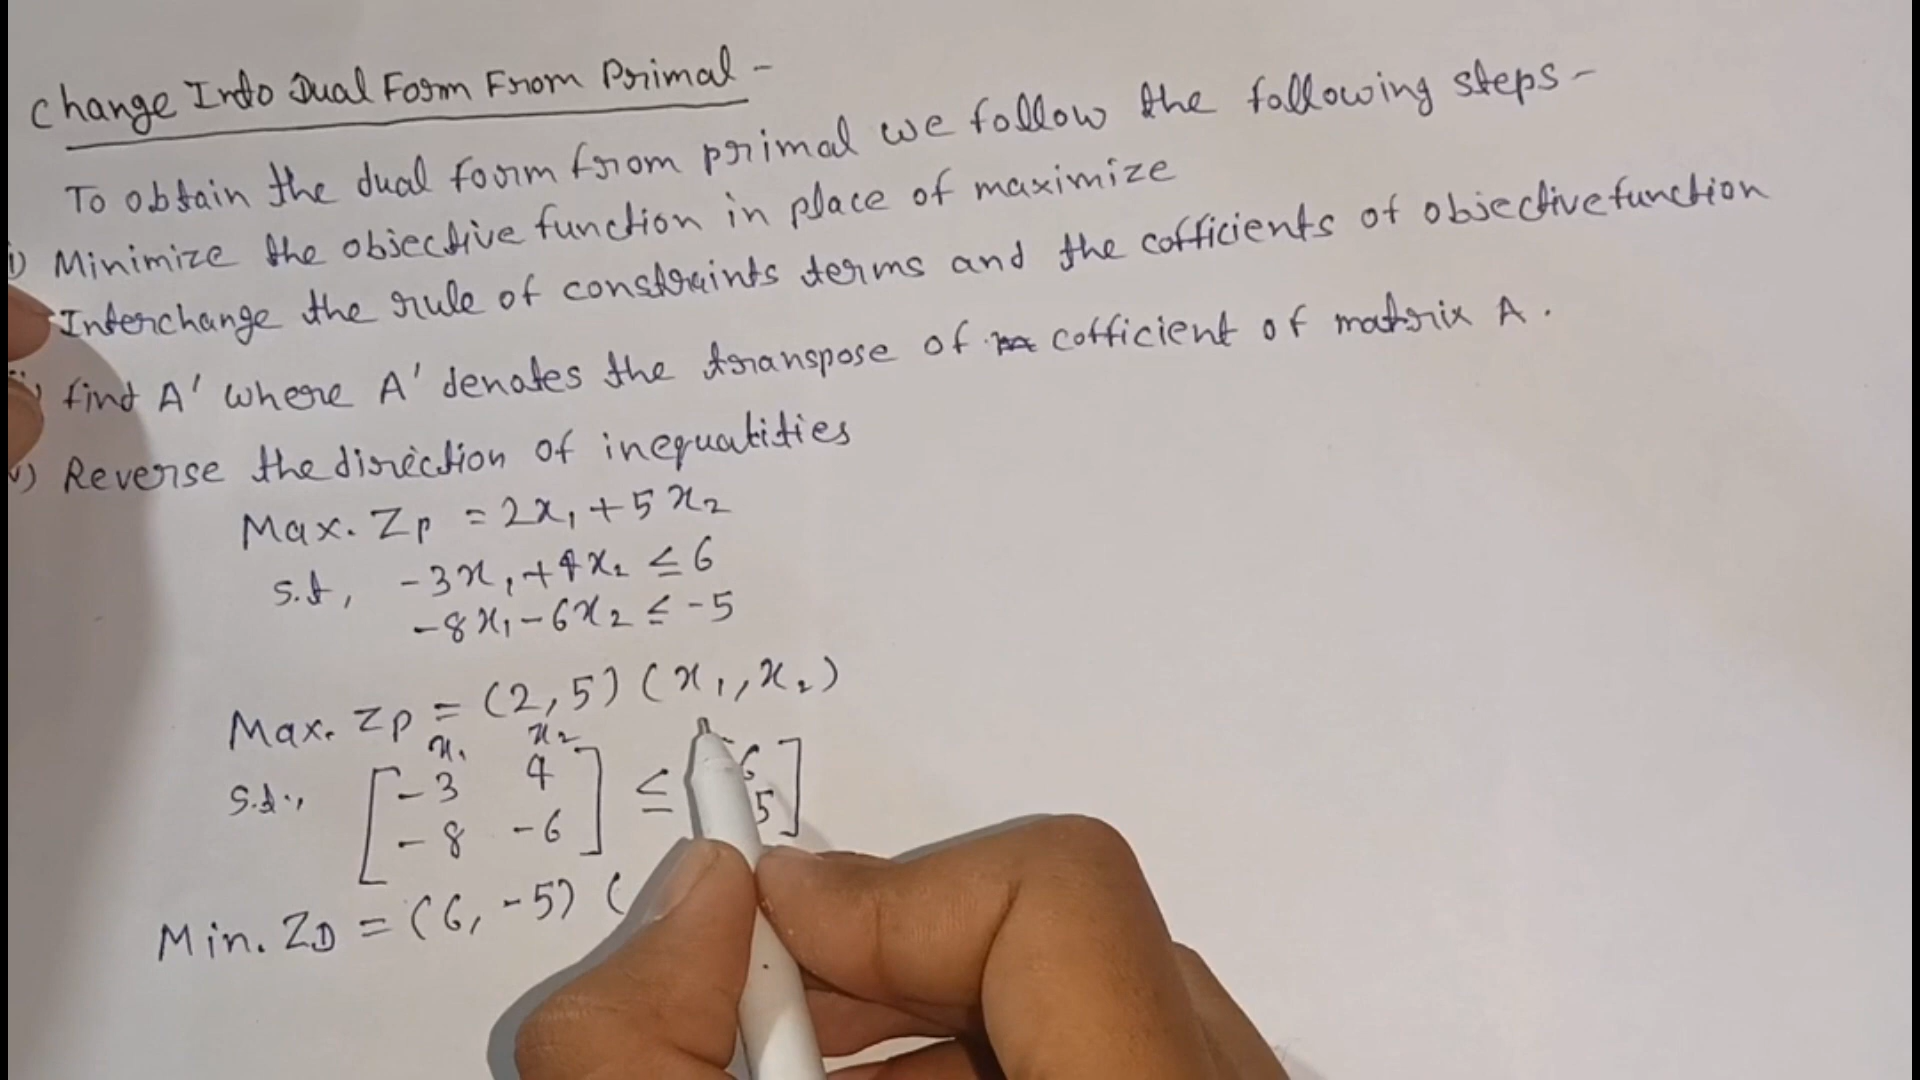 Change Into Dual Form From Primal -
To obtain the dual form from primal we follow the following steps -
i) Minimize the objective function in place of maximize
Interchange the rule of constraints terms and the cofficients of objective function
find A' where A' denotes the transpose of cofficient of matrix A.
) Reverse the direction of inequatities
Max. Zp = 2x₁ + 5x₂
s.t, -3x₁ + 4x₂ ≤ 6
-8x₁ - 6x₂ ≤ -5
Max. Zp = (2, 5) (x₁, x₂)
x₁ x₂
s.t., [-3 4 ] ≤ 6]
[-8 -6] 5]
Min. ZD = (6, -5) (